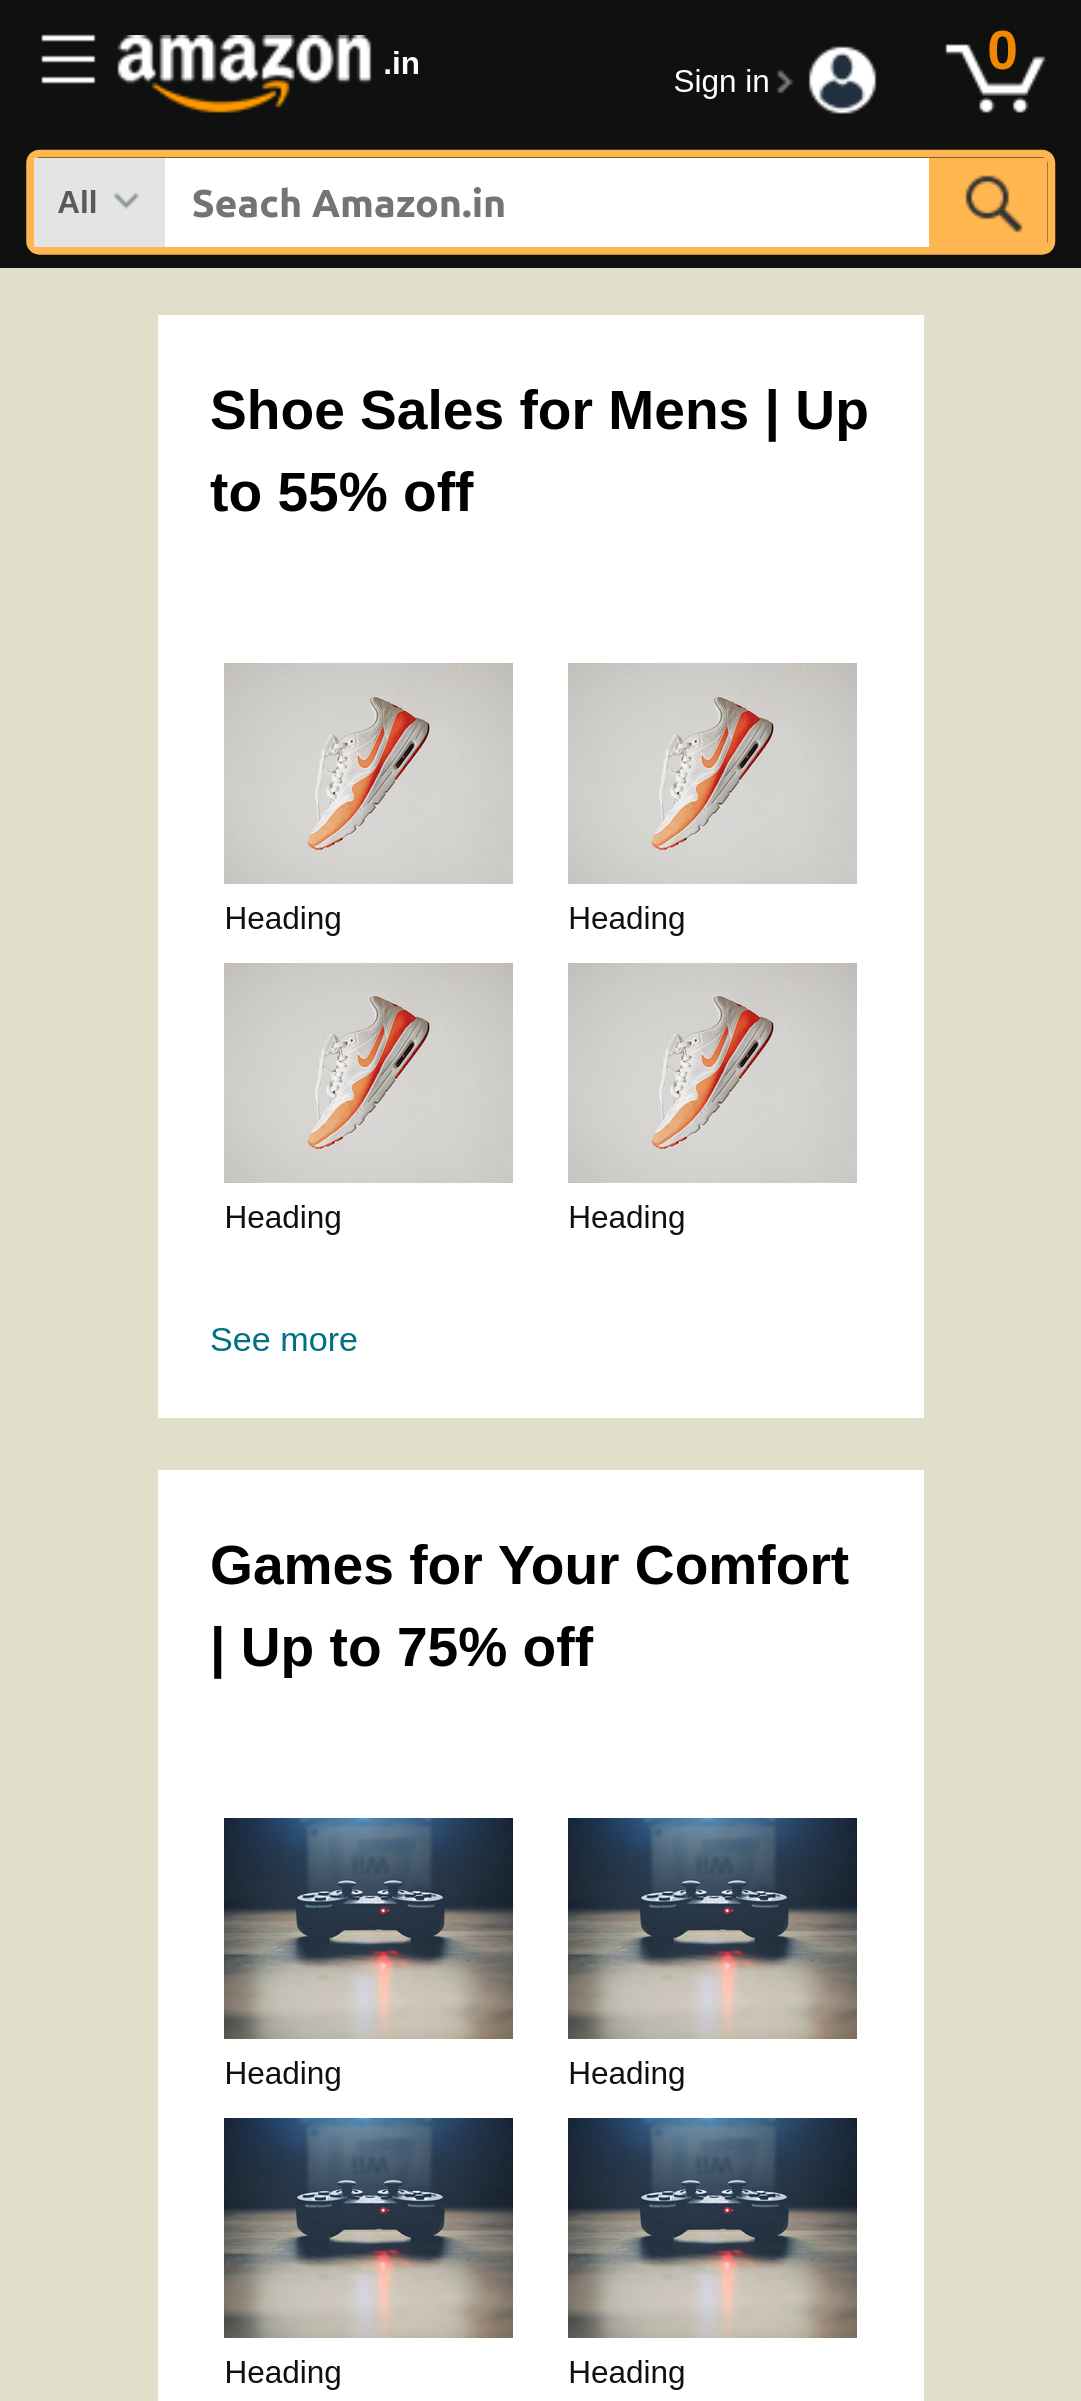 amazon .in
Sign in
0
All
Seach Amazon.in
Shoe Sales for Mens | Up
to 55% off
Heading
Heading
Heading
Heading
See more
Games for Your Comfort
| Up to 75% off
Heading
Heading
Heading
Heading